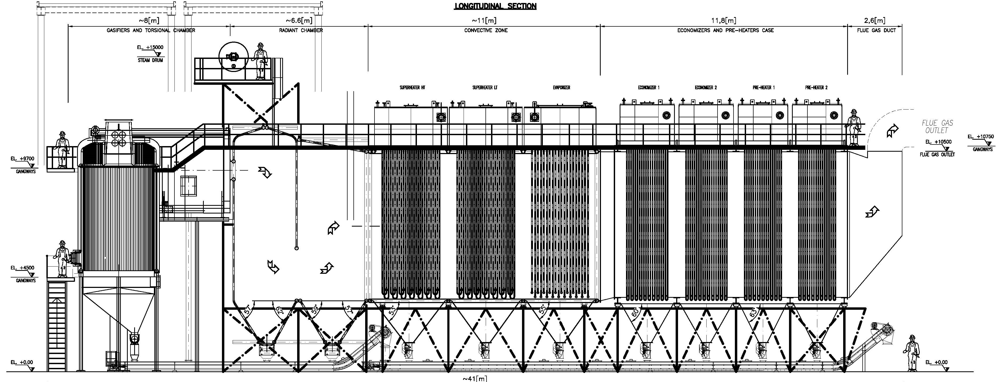 LONGITUDINAL SECTION
~8[m]
~6.6[m]
~11[m]
11,8[m]
2,6[m]
GASIFIERS AND TORSIONAL CHAMBER
RADIANT CHAMBER
CONVECTIVE ZONE
ECONOMIZERS AND PRE-HEATERS CASE
FLUE GAS DUCT
EL. +15000
STEAM DRUM
SUPERHEATER HT
SUPERHEATER LT
EVAPORIZER
ECONOMIZER 1
ECONOMIZER 2
PRE-HEATER 1
PRE-HEATER 2
FLUE GAS
OUTLET
EL. +10750
GANGWAYS
EL. +10500
FLUE GAS OUTLET
EL. +9700
GANGWAYS
EL. +4500
GANGWAYS
57°
62°
59°
57°
53°
55°
60°
63°
EL. +0.00
EL. +0.00
~41[m]